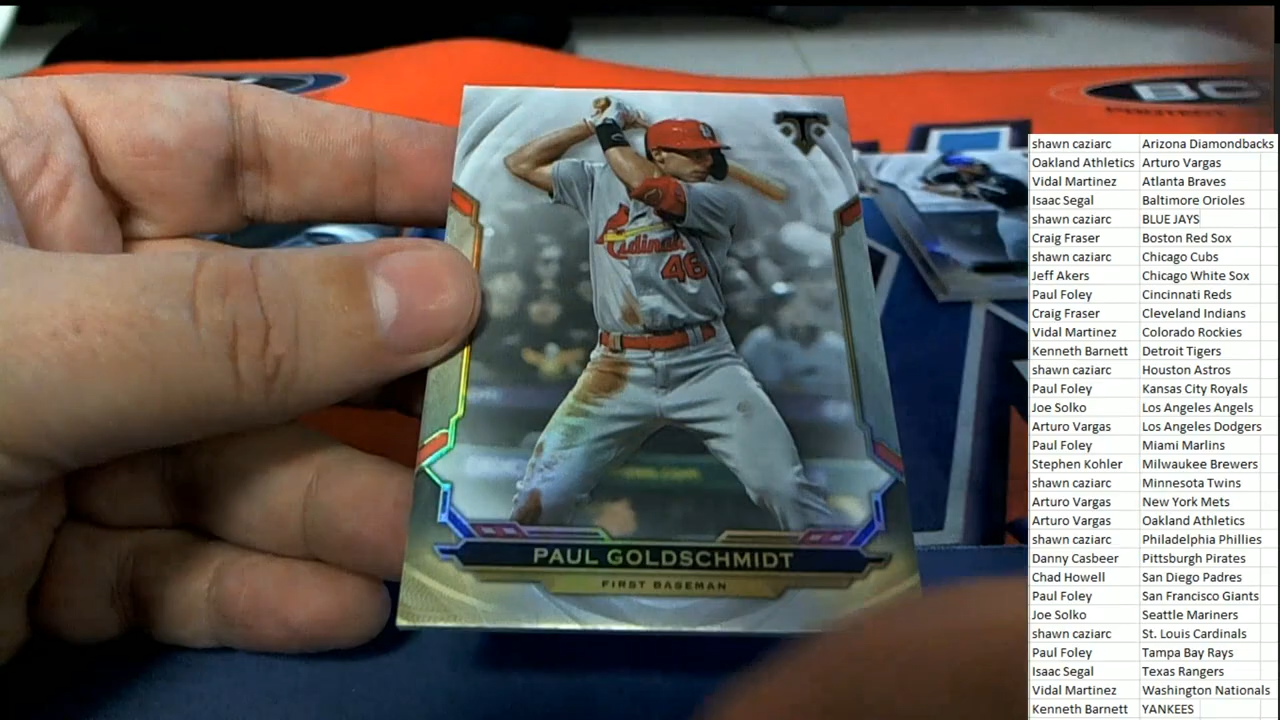 BC
Cardinals
46
PAUL GOLDSCHMIDT
FIRST BASEMAN
shawn caziarc Arizona Diamondbacks
Oakland Athletics Arturo Vargas
Vidal Martinez Atlanta Braves
Isaac Segal Baltimore Orioles
shawn caziarc BLUE JAYS
Craig Fraser Boston Red Sox
shawn caziarc Chicago Cubs
Jeff Akers Chicago White Sox
Paul Foley Cincinnati Reds
Craig Fraser Cleveland Indians
Vidal Martinez Colorado Rockies
Kenneth Barnett Detroit Tigers
shawn caziarc Houston Astros
Paul Foley Kansas City Royals
Joe Solko Los Angeles Angels
Arturo Vargas Los Angeles Dodgers
Paul Foley Miami Marlins
Stephen Kohler Milwaukee Brewers
shawn caziarc Minnesota Twins
Arturo Vargas New York Mets
Arturo Vargas Oakland Athletics
shawn caziarc Philadelphia Phillies
Danny Casbeer Pittsburgh Pirates
Chad Howell San Diego Padres
Paul Foley San Francisco Giants
Joe Solko Seattle Mariners
shawn caziarc St. Louis Cardinals
Paul Foley Tampa Bay Rays
Isaac Segal Texas Rangers
Vidal Martinez Washington Nationals
Kenneth Barnett YANKEES